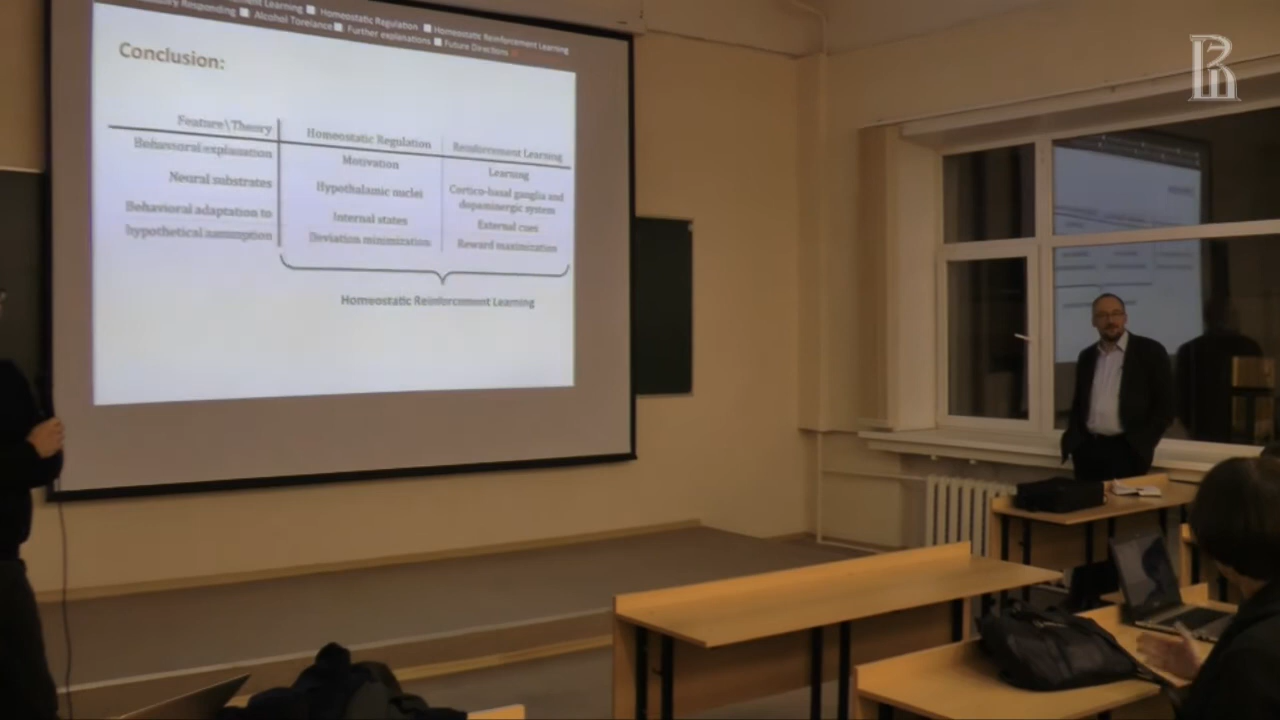 Responding ■ Alcohol Torelance ■ Further explanations ■ Future Directions
Learning ■ Homeostatic Regulation ■ Homeostatic Reinforcement Learning
Conclusion:
Feature\Theory Homeostatic Regulation Reinforcement Learning
Behavioral explanation Motivation Learning
Neural substrates Hypothalamic nuclei Cortico-basal ganglia and
dopaminergic system
Behavioral adaptation to Internal states External cues
hypothetical assumption Deviation minimization Reward maximization
Homeostatic Reinforcement Learning